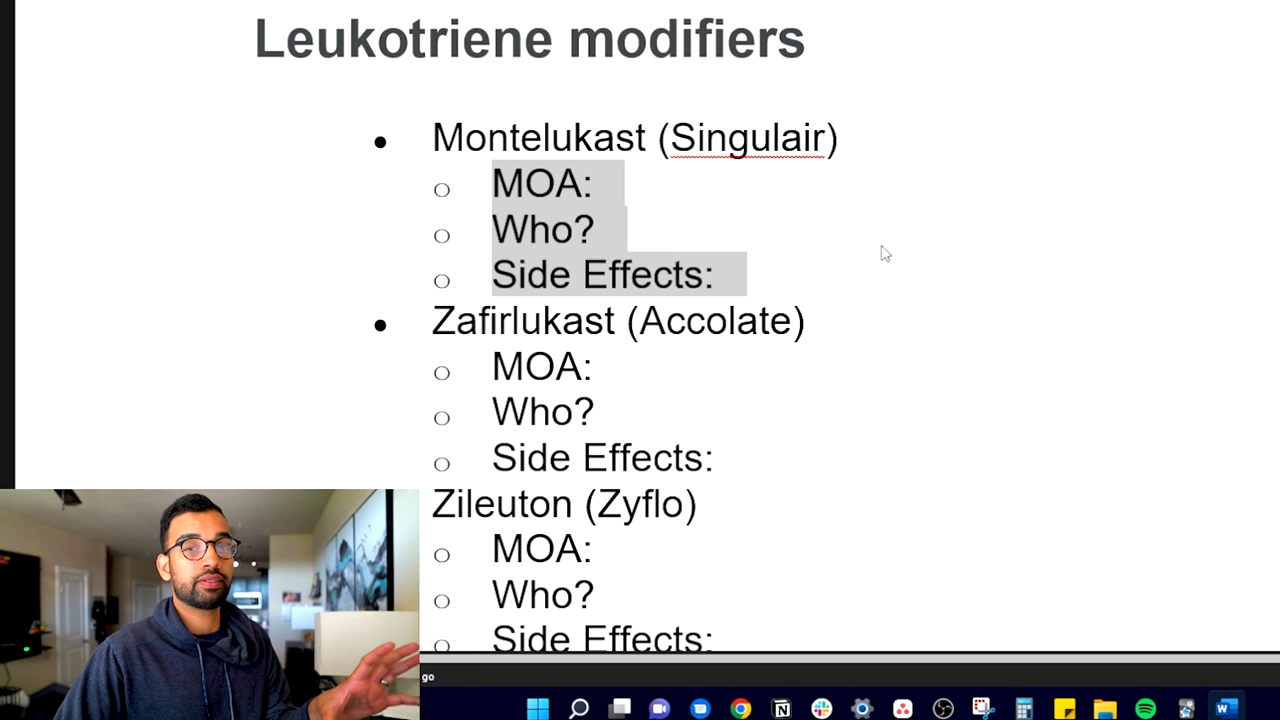 Leukotriene modifiers
• Montelukast (Singulair)
o MOA:
o Who?
o Side Effects:
• Zafirlukast (Accolate)
o MOA:
o Who?
o Side Effects:
Zileuton (Zyflo)
o MOA:
o Who?
o Side Effects:
go